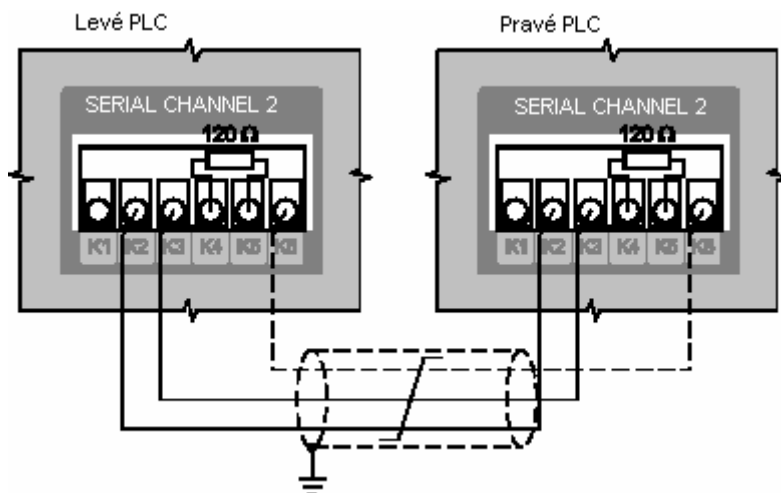 Levé PLC
Pravé PLC
SERIAL CHANNEL 2
120 Ω
K1 K2 K3 K4 K5 K6
SERIAL CHANNEL 2
120 Ω
K1 K2 K3 K4 K5 K6